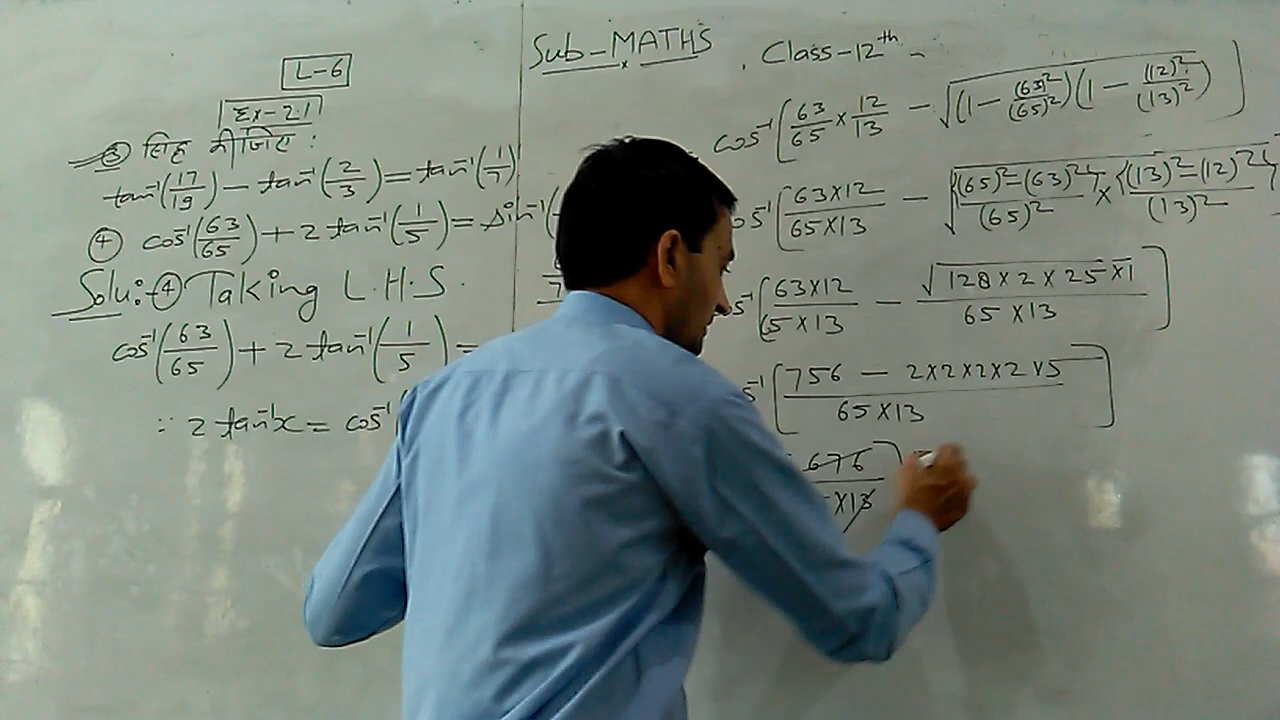 Sub-MATHS, Class-12th
L-6
Ex-2.1
③ सिद्ध कीजिए:
tan⁻¹(17/19) - tan⁻¹(2/3) = tan⁻¹(1/7)
④ cos⁻¹(63/65) + 2 tan⁻¹(1/5) = sin⁻¹(
Solu:-④ Taking L.H.S.
cos⁻¹(63/65) + 2 tan⁻¹(1/5) =
∵ 2 tan⁻¹x = cos⁻¹
cos⁻¹[63/65 × 12/13 - √(1 - (63)²/(65)²)(1 - (12)²/(13)²)]
os⁻¹[63×12/65×13 - √{(65)²-(63)²}/(65)² × {(13)²-(12)²}/(13)²
os⁻¹[63×12/65×13 - √128×2×25×1/65×13]
s⁻¹[756 - 2×2×2×2×5/65×13]
676/×13]